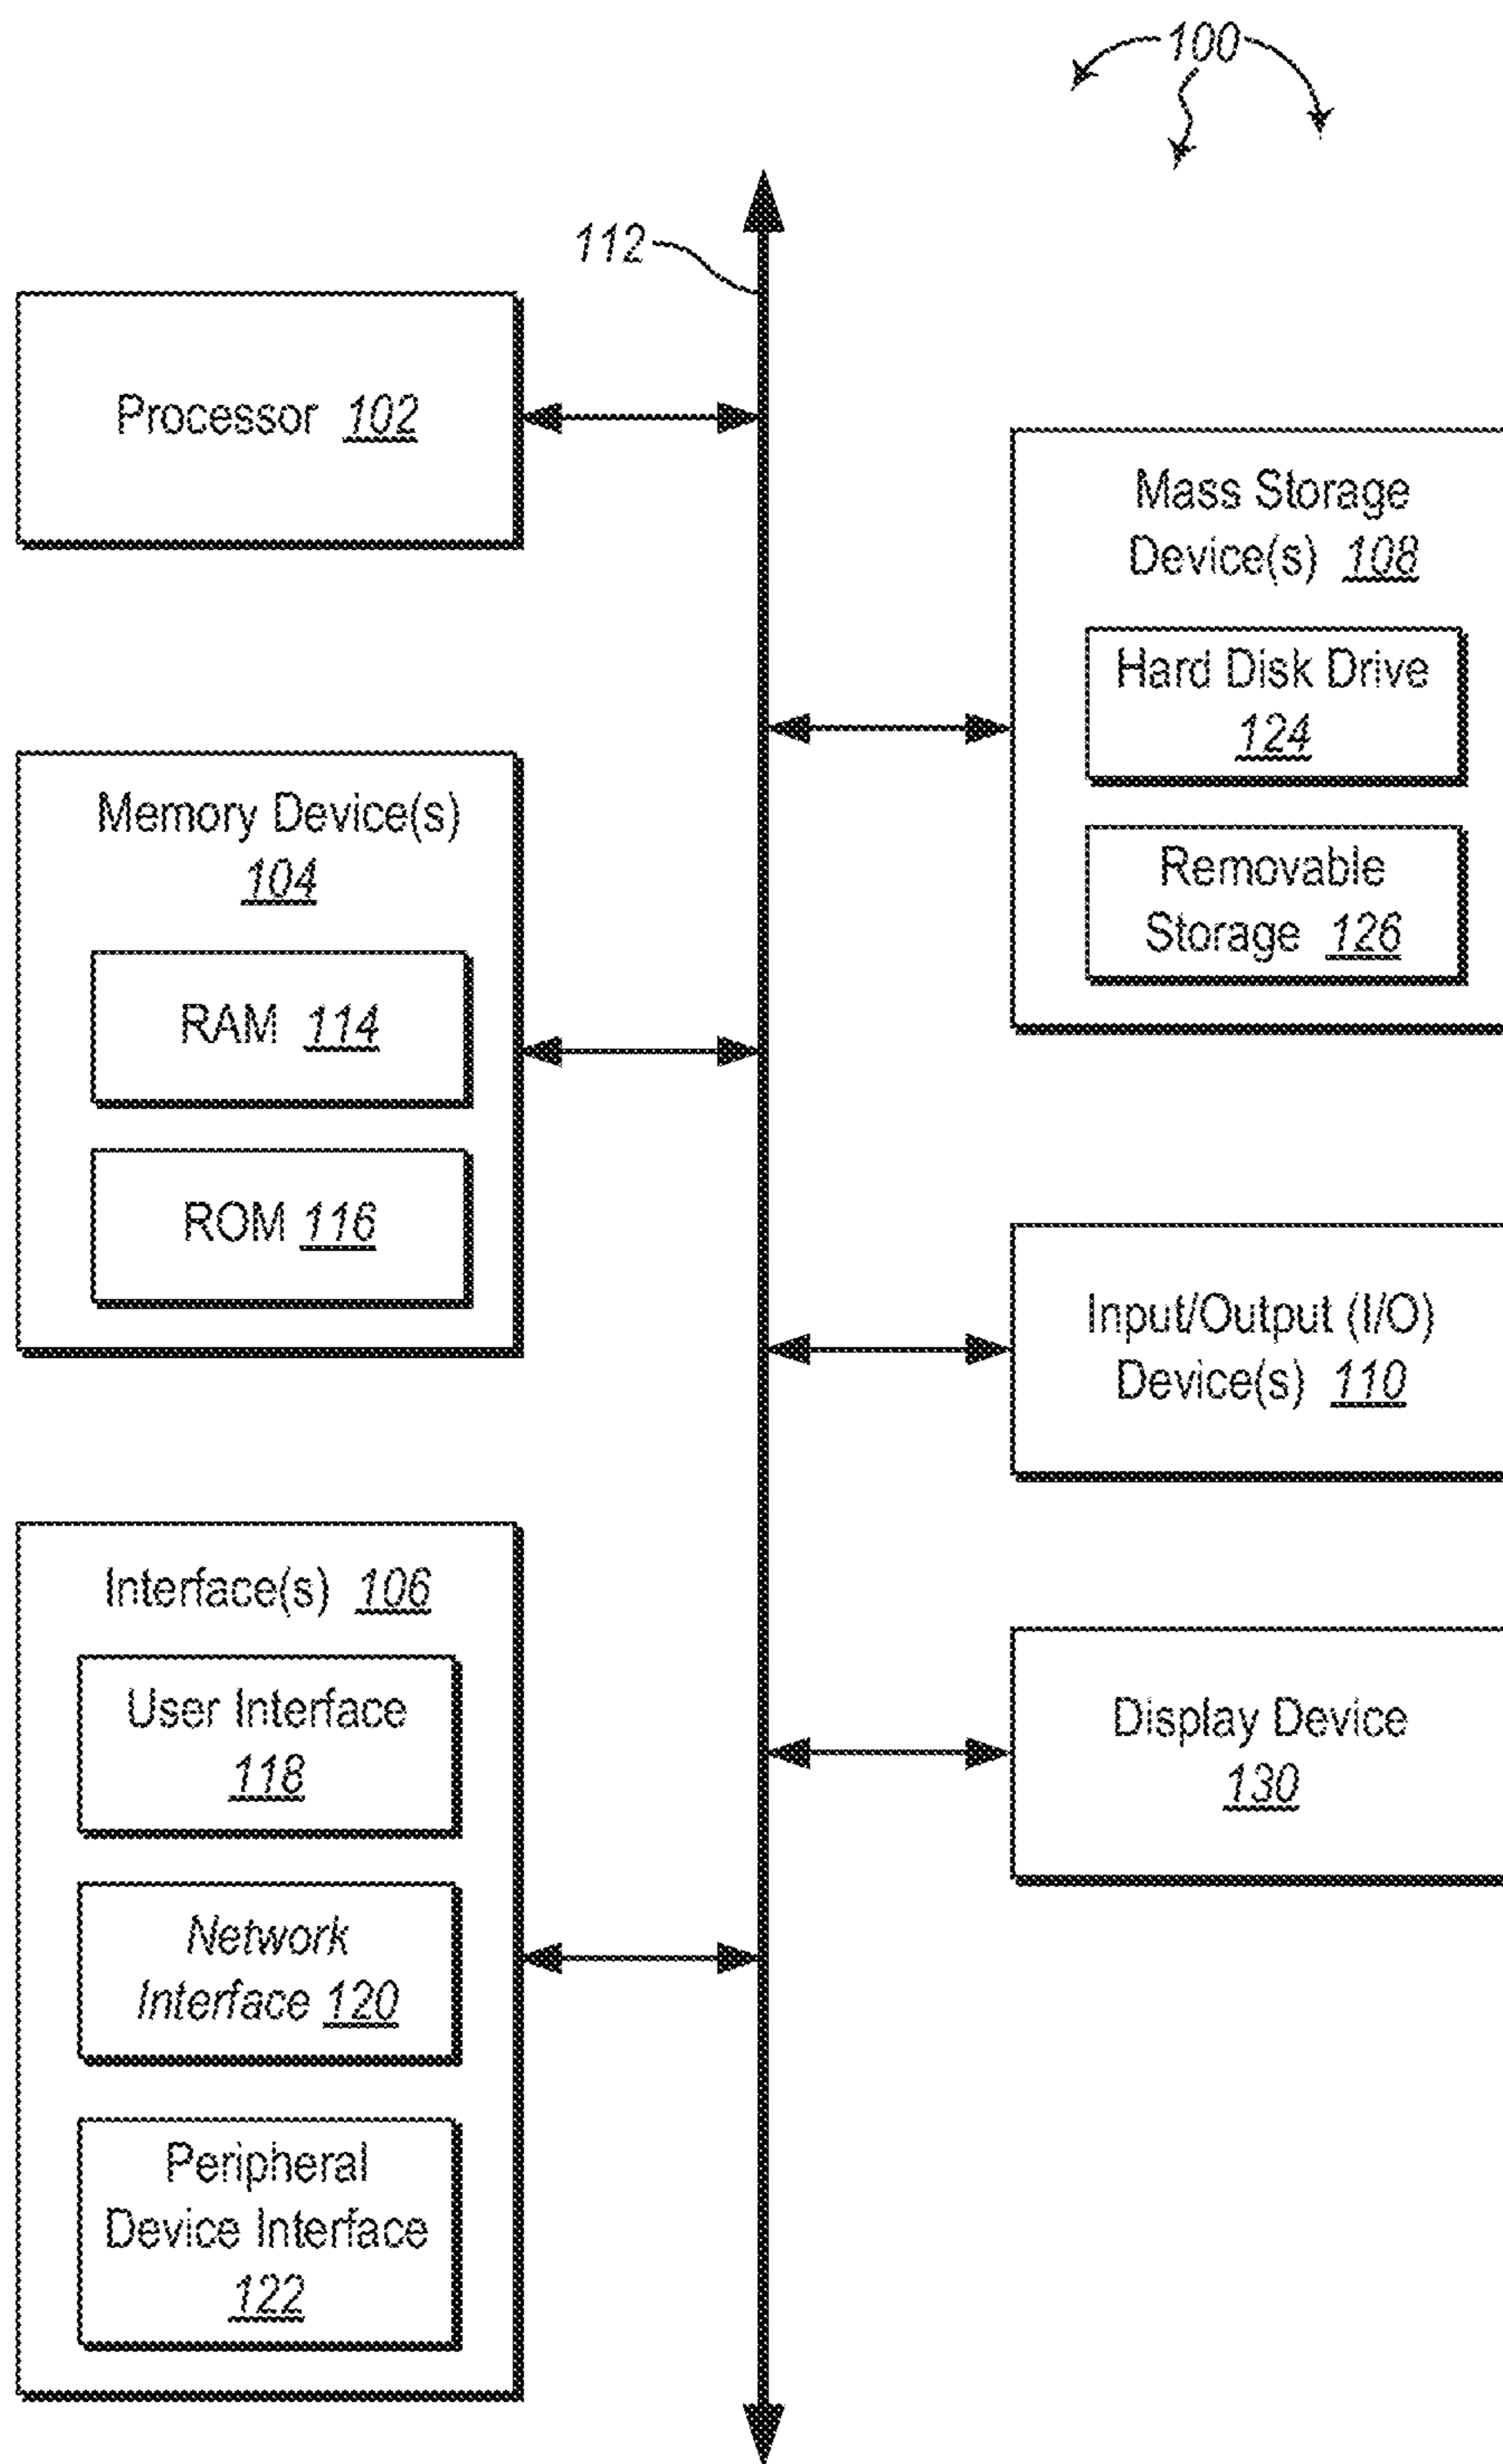 100
112
Processor 102
Mass Storage
Device(s) 108
Hard Disk Drive
124
Removable
Storage 126
Memory Device(s)
104
RAM 114
ROM 116
Input/Output (I/O)
Device(s) 110
Interface(s) 106
User Interface
118
Network
Interface 120
Peripheral
Device Interface
122
Display Device
130